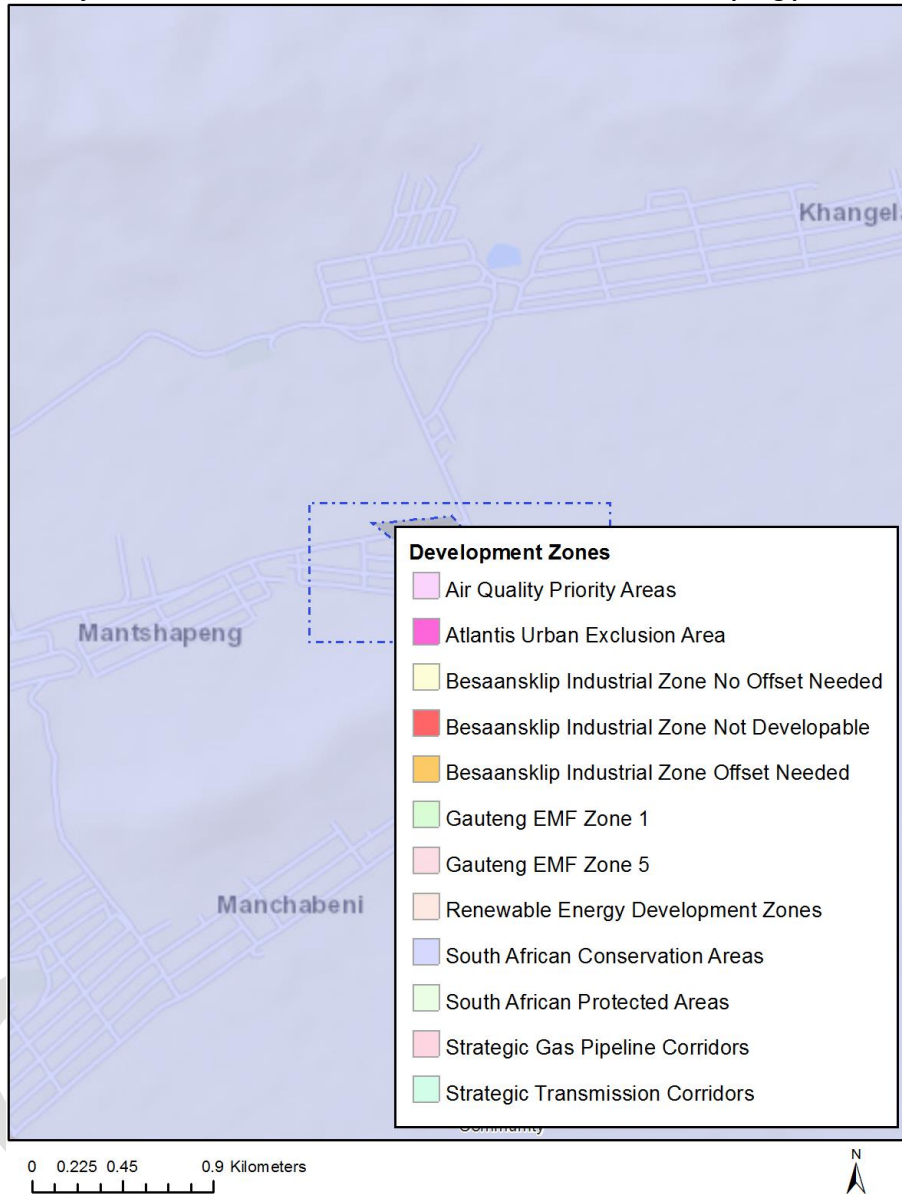 Khangel
Mantshapeng
Manchabeni
Development Zones
Air Quality Priority Areas
Atlantis Urban Exclusion Area
Besaansklip Industrial Zone No Offset Needed
Besaansklip Industrial Zone Not Developable
Besaansklip Industrial Zone Offset Needed
Gauteng EMF Zone 1
Gauteng EMF Zone 5
Renewable Energy Development Zones
South African Conservation Areas
South African Protected Areas
Strategic Gas Pipeline Corridors
Strategic Transmission Corridors
0 0.225 0.45 0.9 Kilometers
N